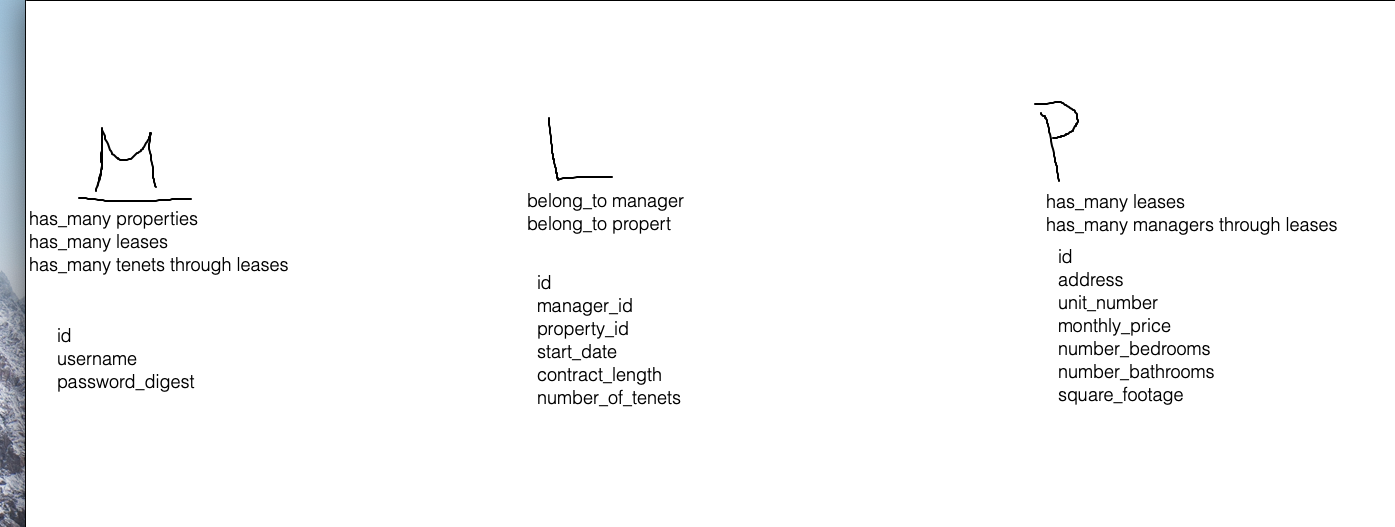 M
has_many properties
has_many leases
has_many tenets through leases
id
username
password_digest
L
belong_to manager
belong_to propert
id
manager_id
property_id
start_date
contract_length
number_of_tenets
P
has_many leases
has_many managers through leases
id
address
unit_number
monthly_price
number_bedrooms
number_bathrooms
square_footage